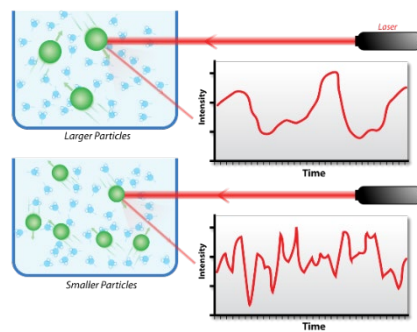 Laser
Intensity
Time
Larger Particles
Intensity
Time
Smaller Particles